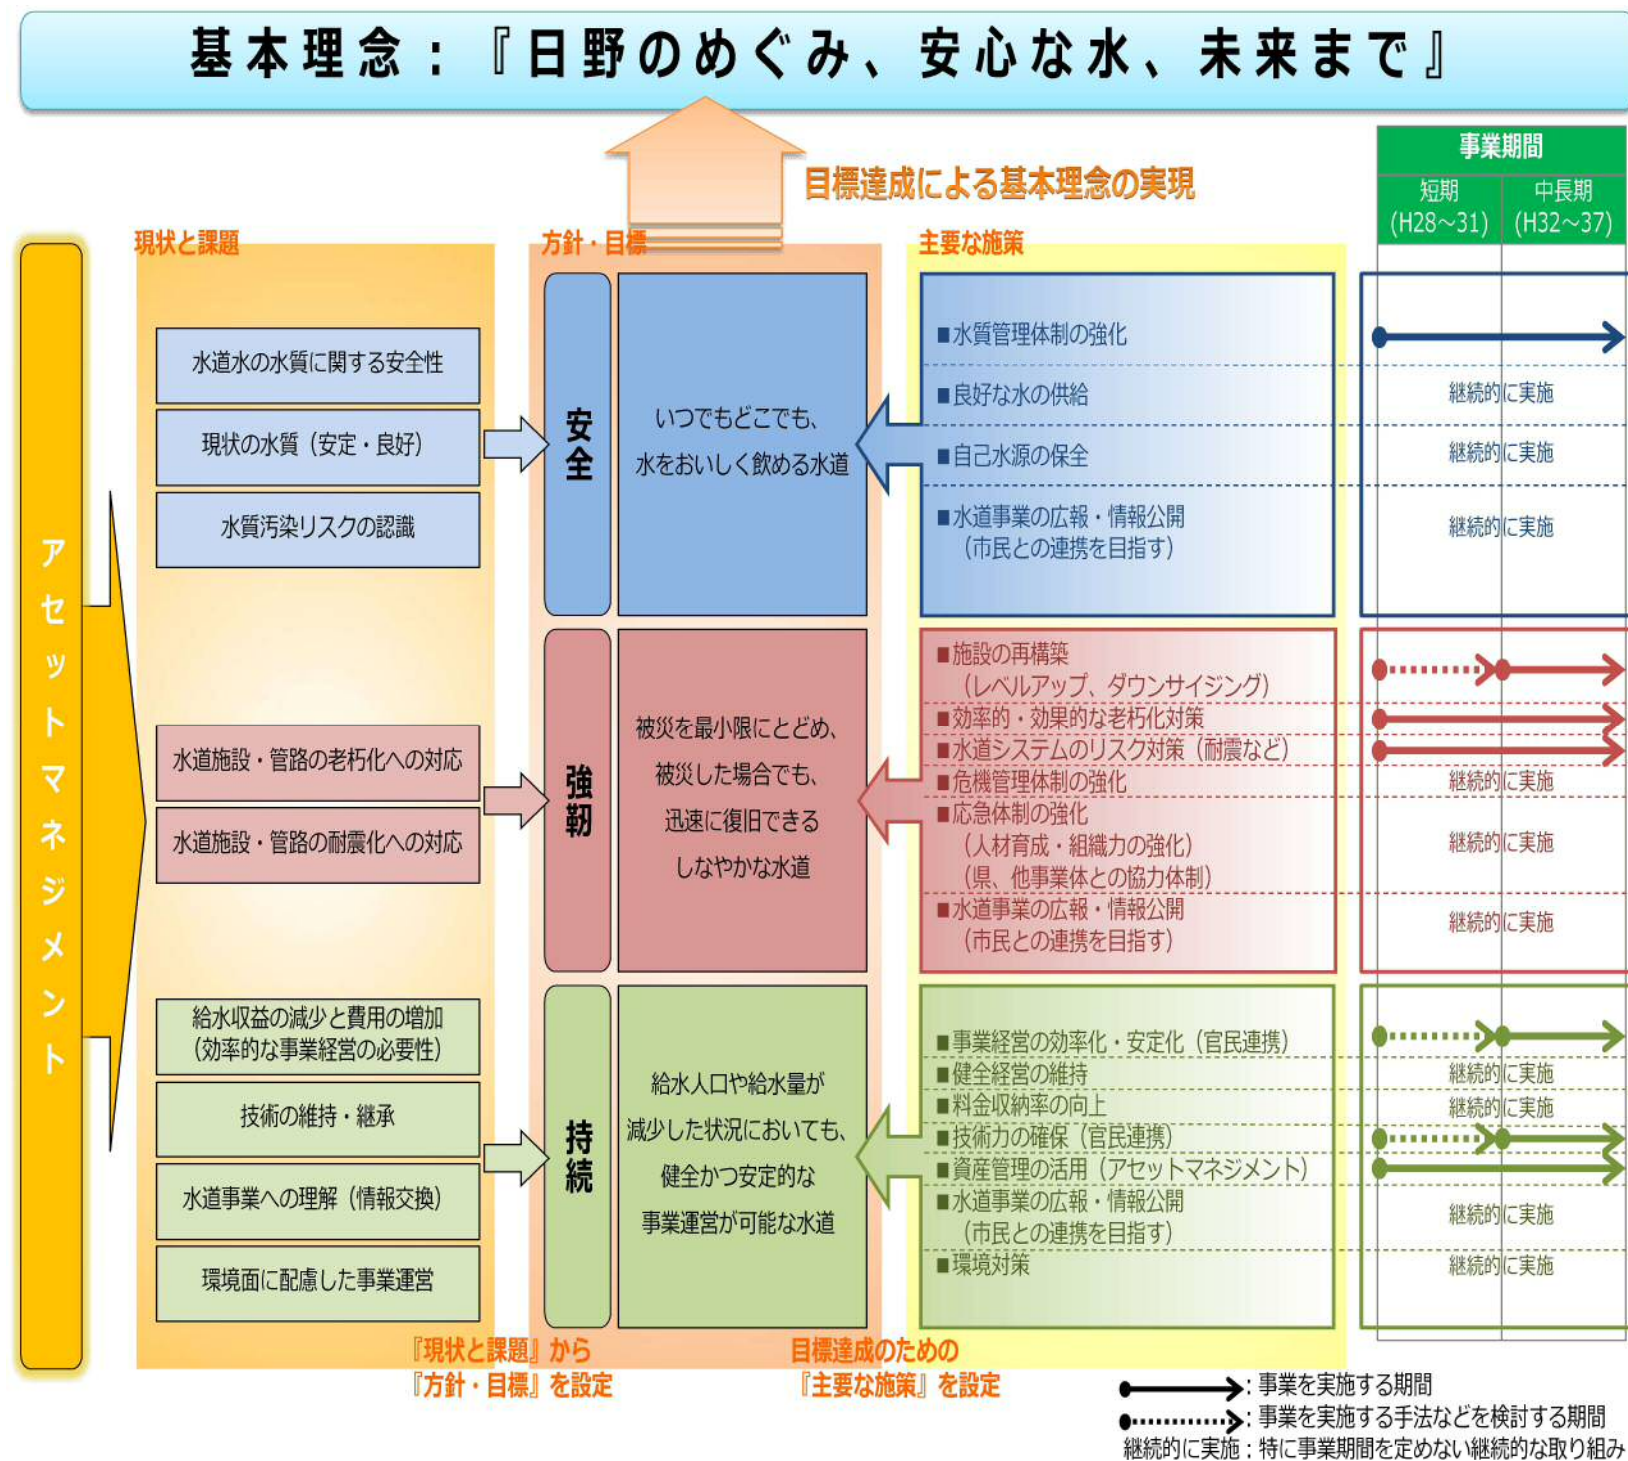 基本理念：『日野のめぐみ、安心な水、未来まで』
目標達成による基本理念の実現
事業期間
短期
(H28～31)
中長期
(H32～37)
現状と課題
方針・目標
主要な施策
アセットマネジメント
水道水の水質に関する安全性
現状の水質（安定・良好）
水質汚染リスクの認識
安全
いつでもどこでも、
水をおいしく飲める水道
■水質管理体制の強化
■良好な水の供給
継続的に実施
■自己水源の保全
継続的に実施
■水道事業の広報・情報公開
（市民との連携を目指す）
継続的に実施
水道施設・管路の老朽化への対応
水道施設・管路の耐震化への対応
強靭
被災を最小限にとどめ、
被災した場合でも、
迅速に復旧できる
しなやかな水道
■施設の再構築
（レベルアップ、ダウンサイジング）
■効率的・効果的な老朽化対策
■水道システムのリスク対策（耐震など）
■危機管理体制の強化
継続的に実施
■応急体制の強化
（人材育成・組織力の強化）
（県、他事業体との協力体制）
継続的に実施
■水道事業の広報・情報公開
（市民との連携を目指す）
継続的に実施
給水収益の減少と費用の増加
（効率的な事業経営の必要性）
技術の維持・継承
水道事業への理解（情報交換）
環境面に配慮した事業運営
持続
給水人口や給水量が
減少した状況においても、
健全かつ安定的な
事業運営が可能な水道
■事業経営の効率化・安定化（官民連携）
■健全経営の維持
継続的に実施
■料金収納率の向上
継続的に実施
■技術力の確保（官民連携）
■資産管理の活用（アセットマネジメント）
■水道事業の広報・情報公開
（市民との連携を目指す）
継続的に実施
■環境対策
継続的に実施
『現状と課題』から
『方針・目標』を設定
目標達成のための
『主要な施策』を設定
：事業を実施する期間
：事業を実施する手法などを検討する期間
継続的に実施：特に事業期間を定めない継続的な取り組み